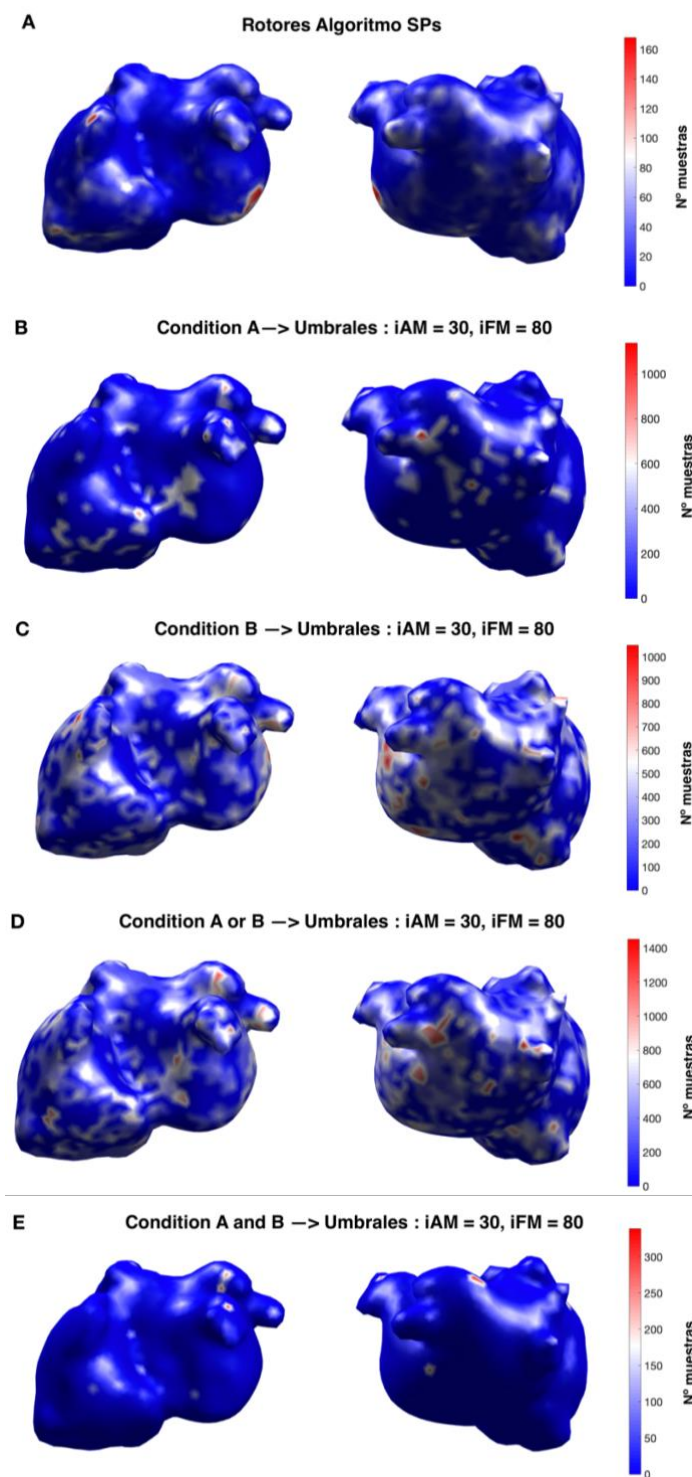 A
Rotores Algoritmo SPs
160
140
120
100
80
60
40
20
0
Nº muestras
B
Condition A—> Umbrales : iAM = 30, iFM = 80
1000
800
600
400
200
0
Nº muestras
C
Condition B —> Umbrales : iAM = 30, iFM = 80
1000
900
800
700
600
500
400
300
200
100
0
Nº muestras
D
Condition A or B —> Umbrales : iAM = 30, iFM = 80
1400
1200
1000
800
600
400
200
0
Nº muestras
E
Condition A and B —> Umbrales : iAM = 30, iFM = 80
300
250
200
150
100
50
0
Nº muestras